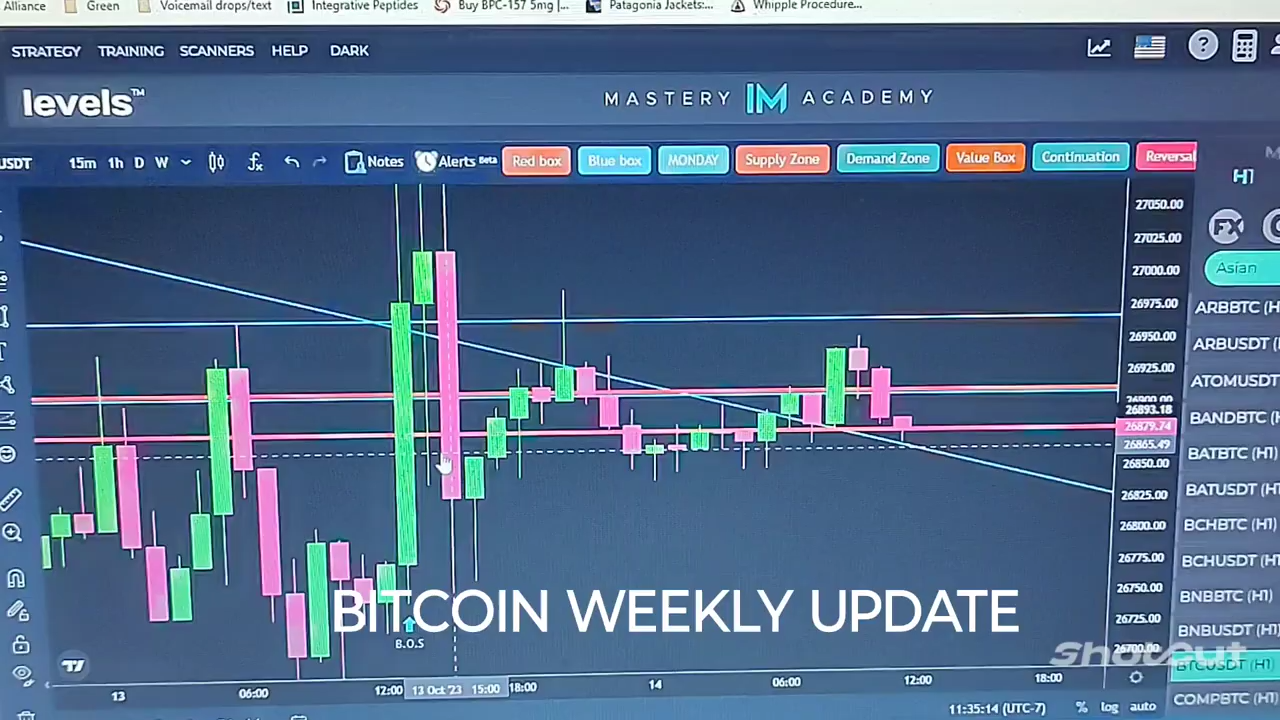 Alliance Green Voicemail drops/text Integrative Peptides Buy BPC-157 5mg |... Patagonia Jackets:... Whipple Procedure...
STRATEGY TRAINING SCANNERS HELP DARK
levels™ MASTERY IM ACADEMY
USDT 15m 1h D W Notes Alerts Beta Red box Blue box MONDAY Supply Zone Demand Zone Value Box Continuation Reversal
H1
FX
Asian
27050.00
27025.00
27000.00
26975.00
26950.00
26925.00
26900.00
26893.18
26879.74
26865.49
26850.00
26825.00
26800.00
26775.00
26750.00
26725.00
26700.00
ARBBTC (H1
ARBUSDT (
ATOMUSDT
BANDBTC (
BATBTC (H1)
BATUSDT (H1
BCHBTC (H1)
BCHUSDT (H
BNBBTC (H1)
BNBUSDT (H1
BTCUSDT (H1
COMPBTC (H1
B.O.S
BITCOIN WEEKLY UPDATE
Shotcut
13 06:00 12:00 13 Oct '23 15:00 18:00 14 06:00 12:00 18:00
11:35:14 (UTC-7) % log auto